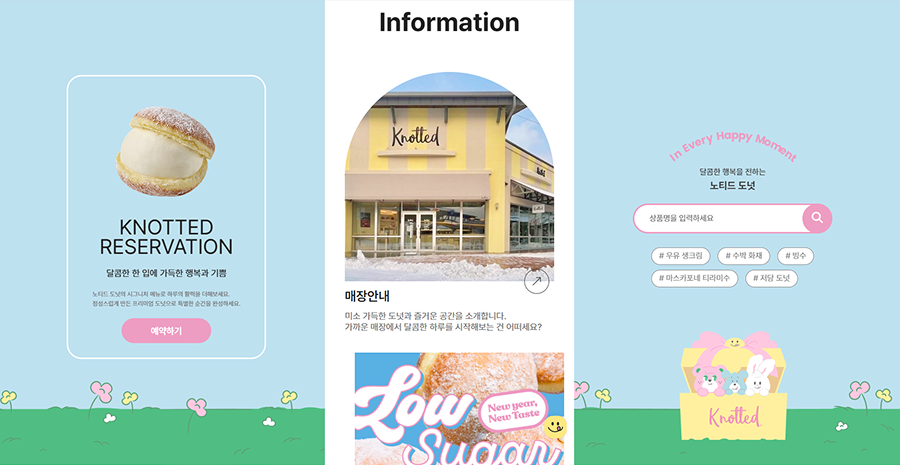 KNOTTED
RESERVATION
달콤한 한 입에 가득한 행복과 기쁨
노티드 도넛의 시그니처 메뉴로 하루의 활력을 더해보세요.
정성스럽게 만든 프리미엄 도넛으로 특별한 순간을 완성하세요.
예약하기
Information
Knotted
매장안내
미소 가득한 도넛과 즐거운 공간을 소개합니다.
가까운 매장에서 달콤한 하루를 시작해보는 건 어떠세요?
Low
Sugar
New year,
New Taste
In Every Happy Moment
달콤한 행복을 전하는
노티드 도넛
상품명을 입력하세요
# 우유 생크림
# 수박 화채
# 빙수
# 마스카포네 티라미수
# 저당 도넛
Knotted